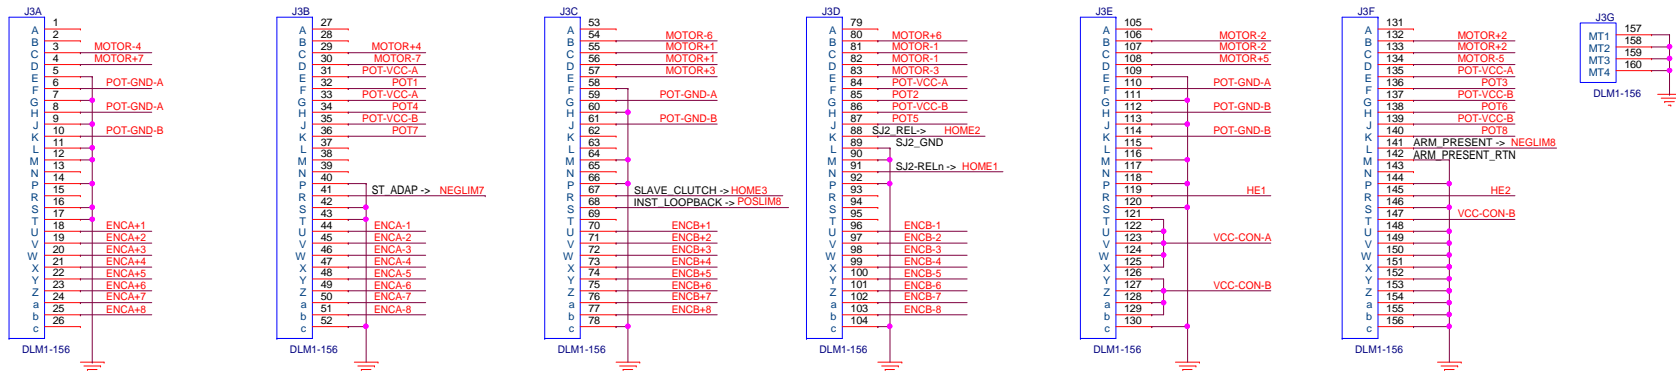 J3A
A 1
B 2
C 3 MOTOR-4
D 4 MOTOR+7
E 5
F 6 POT-GND-A
G 7
H 8 POT-GND-A
J 9
K 10 POT-GND-B
L 11
M 12
N 13
P 14
R 15
S 16
T 17
U 18 ENCA+1
V 19 ENCA+2
W 20 ENCA+3
X 21 ENCA+4
Y 22 ENCA+5
Z 23 ENCA+6
a 24 ENCA+7
b 25 ENCA+8
c 26
DLM1-156
J3B
A 27
B 28
C 29 MOTOR+4
D 30 MOTOR-7
E 31 POT-VCC-A
F 32 POT1
G 33 POT-VCC-A
H 34 POT4
J 35 POT-VCC-B
K 36 POT7
L 37
M 38
N 39
P 40
R 41 ST_ADAP -> NEGLIM7
S 42
T 43
U 44 ENCA-1
V 45 ENCA-2
W 46 ENCA-3
X 47 ENCA-4
Y 48 ENCA-5
Z 49 ENCA-6
a 50 ENCA-7
b 51 ENCA-8
c 52
DLM1-156
J3C
A 53
B 54 MOTOR-6
C 55 MOTOR+1
D 56 MOTOR+1
E 57 MOTOR+3
F 58
G 59 POT-GND-A
H 60
J 61 POT-GND-B
K 62
L 63
M 64
N 65
P 66
R 67 SLAVE_CLUTCH -> HOME3
S 68 INST_LOOPBACK -> POSLIM8
T 69
U 70 ENCB+1
V 71 ENCB+2
W 72 ENCB+3
X 73 ENCB+4
Y 74 ENCB+5
Z 75 ENCB+6
a 76 ENCB+7
b 77 ENCB+8
c 78
DLM1-156
J3D
A 79
B 80 MOTOR+6
C 81 MOTOR-1
D 82 MOTOR-1
E 83 MOTOR-3
F 84 POT-VCC-A
G 85 POT2
H 86 POT-VCC-B
J 87 POT5
K 88 SJ2_REL-> HOME2
L 89 SJ2_GND
M 90
N 91 SJ2-RELn -> HOME1
P 92
R 93
S 94
T 95
U 96 ENCB-1
V 97 ENCB-2
W 98 ENCB-3
X 99 ENCB-4
Y 100 ENCB-5
Z 101 ENCB-6
a 102 ENCB-7
b 103 ENCB-8
c 104
DLM1-156
J3E
A 105
B 106 MOTOR-2
C 107 MOTOR-2
D 108 MOTOR+5
E 109
F 110 POT-GND-A
G 111
H 112 POT-GND-B
J 113
K 114 POT-GND-B
L 115
M 116
N 117
P 118
R 119 HE1
S 120
T 121
U 122
V 123 VCC-CON-A
W 124
X 125
Y 126
Z 127 VCC-CON-B
a 128
b 129
c 130
DLM1-156
J3F
A 131
B 132 MOTOR+2
C 133 MOTOR+2
D 134 MOTOR-5
E 135 POT-VCC-A
F 136 POT3
G 137 POT-VCC-B
H 138 POT6
J 139 POT-VCC-B
K 140 POT8
L 141 ARM_PRESENT -> NEGLIM8
M 142 ARM_PRESENT_RTN
N 143
P 144
R 145 HE2
S 146
T 147 VCC-CON-B
U 148
V 149
W 150
X 151
Y 152
Z 153
a 154
b 155
c 156
DLM1-156
J3G
MT1 157
MT2 158
MT3 159
MT4 160
DLM1-156